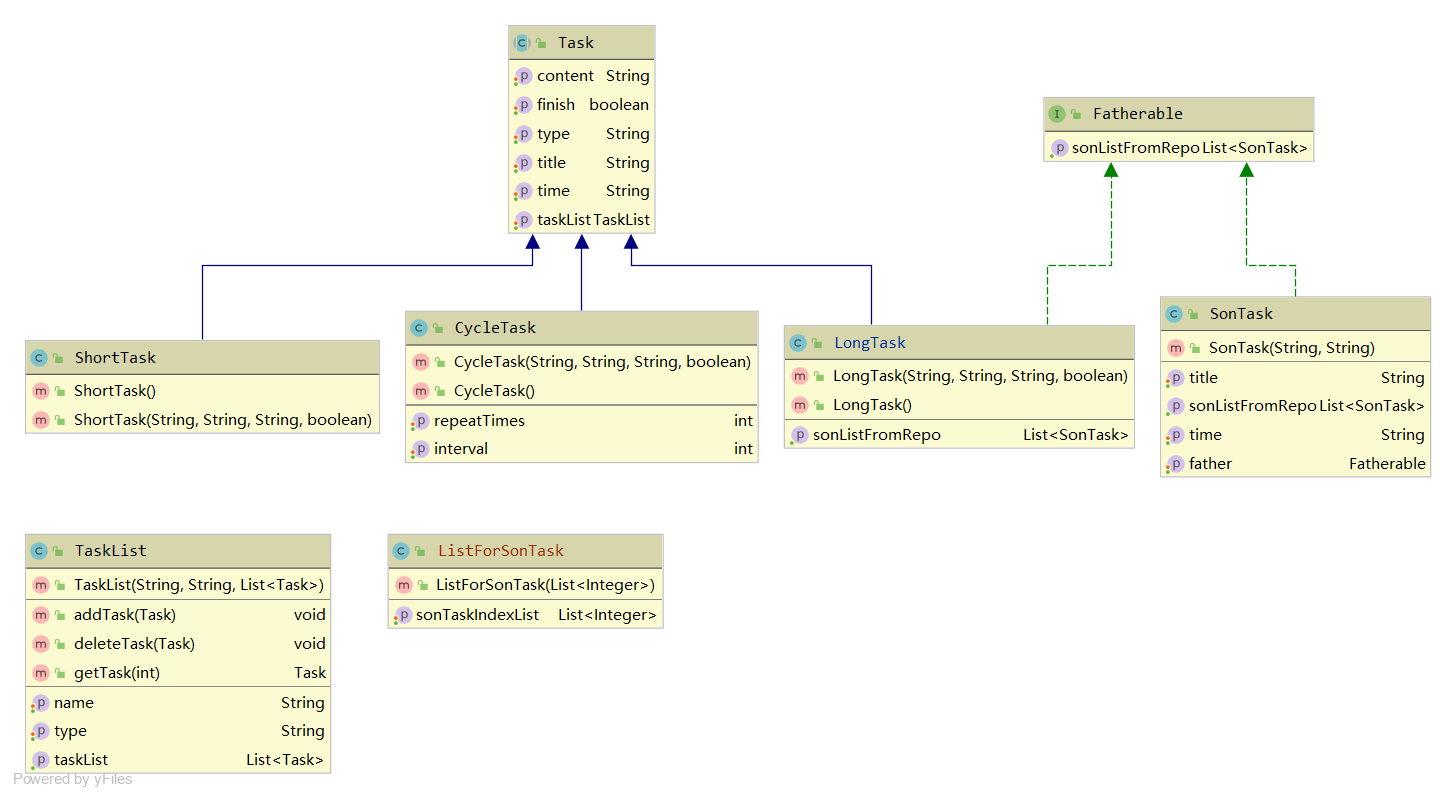 Task
content String
finish boolean
type String
title String
time String
taskList TaskList
Fatherable
sonListFromRepo List<SonTask>
ShortTask
ShortTask()
ShortTask(String, String, String, boolean)
CycleTask
CycleTask(String, String, String, boolean)
CycleTask()
repeatTimes int
interval int
LongTask
LongTask(String, String, String, boolean)
LongTask()
sonListFromRepo List<SonTask>
SonTask
SonTask(String, String)
title String
sonListFromRepo List<SonTask>
time String
father Fatherable
TaskList
TaskList(String, String, List<Task>)
addTask(Task) void
deleteTask(Task) void
getTask(int) Task
name String
type String
taskList List<Task>
ListForSonTask
ListForSonTask(List<Integer>)
sonTaskIndexList List<Integer>
Powered by yFiles